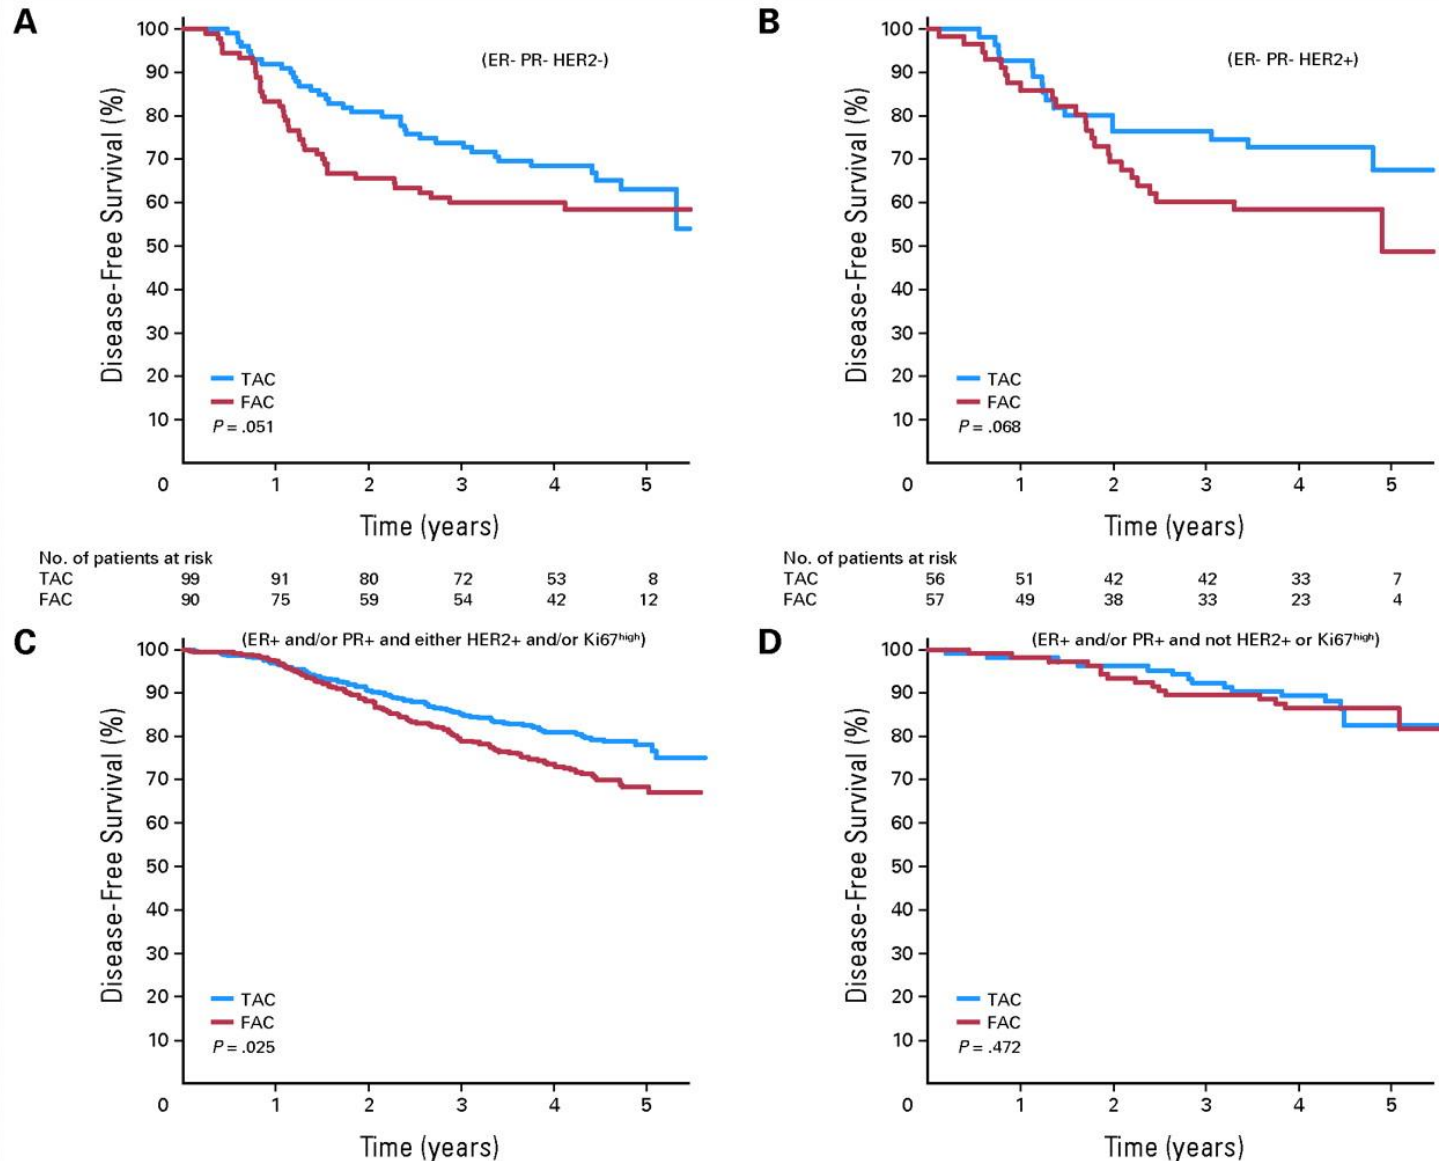 A
(ER- PR- HER2-)
Disease-Free Survival (%)
100
90
80
70
60
50
40
30
20
10
TAC
FAC
P = .051
0 1 2 3 4 5
Time (years)
No. of patients at risk
TAC 99 91 80 72 53 8
FAC 90 75 59 54 42 12
B
(ER- PR- HER2+)
Disease-Free Survival (%)
100
90
80
70
60
50
40
30
20
10
TAC
FAC
P = .068
0 1 2 3 4 5
Time (years)
No. of patients at risk
TAC 56 51 42 42 33 7
FAC 57 49 38 33 23 4
C
(ER+ and/or PR+ and either HER2+ and/or Ki67high)
Disease-Free Survival (%)
100
90
80
70
60
50
40
30
20
10
TAC
FAC
P = .025
0 1 2 3 4 5
Time (years)
D
(ER+ and/or PR+ and not HER2+ or Ki67high)
Disease-Free Survival (%)
100
90
80
70
60
50
40
30
20
10
TAC
FAC
P = .472
0 1 2 3 4 5
Time (years)